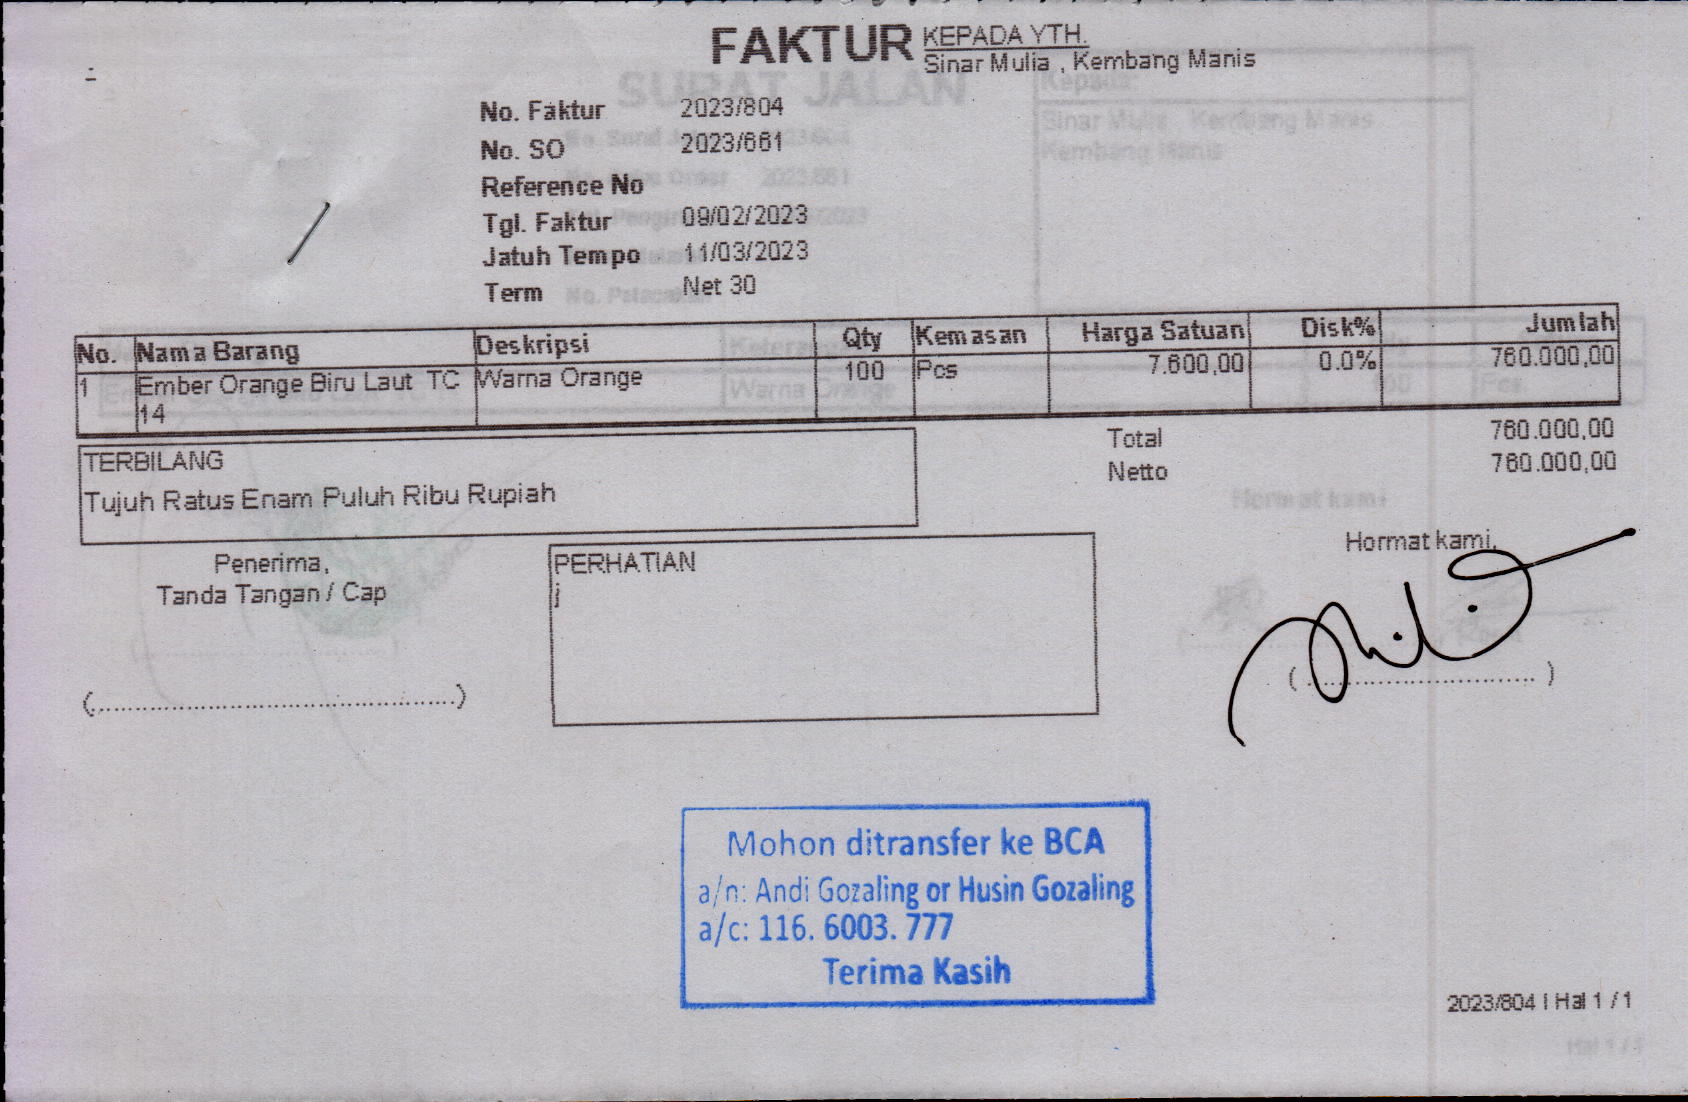 FAKTUR KEPADA YTH.
Sinar Mulia , Kembang Manis
No. Faktur 2023/804
No. SO 2023/661
Reference No
Tgl. Faktur 09/02/2023
Jatuh Tempo 11/03/2023
Term Net 30
No. Nama Barang Deskripsi Qty Kemasan Harga Satuan Disk% Jumlah
1 Ember Orange Biru Laut TC 14 Warna Orange 100 Pcs 7.600,00 0.0% 760.000,00
Total 760.000,00
Netto 760.000,00
TERBILANG
Tujuh Ratus Enam Puluh Ribu Rupiah
Penerima,
Tanda Tangan / Cap
(............................................)
PERHATIAN
j
Hormat kami,
(............................)
Mohon ditransfer ke BCA
a/n: Andi Gozaling or Husin Gozaling
a/c: 116. 6003. 777
Terima Kasih
2023/804 | Hal 1 / 1